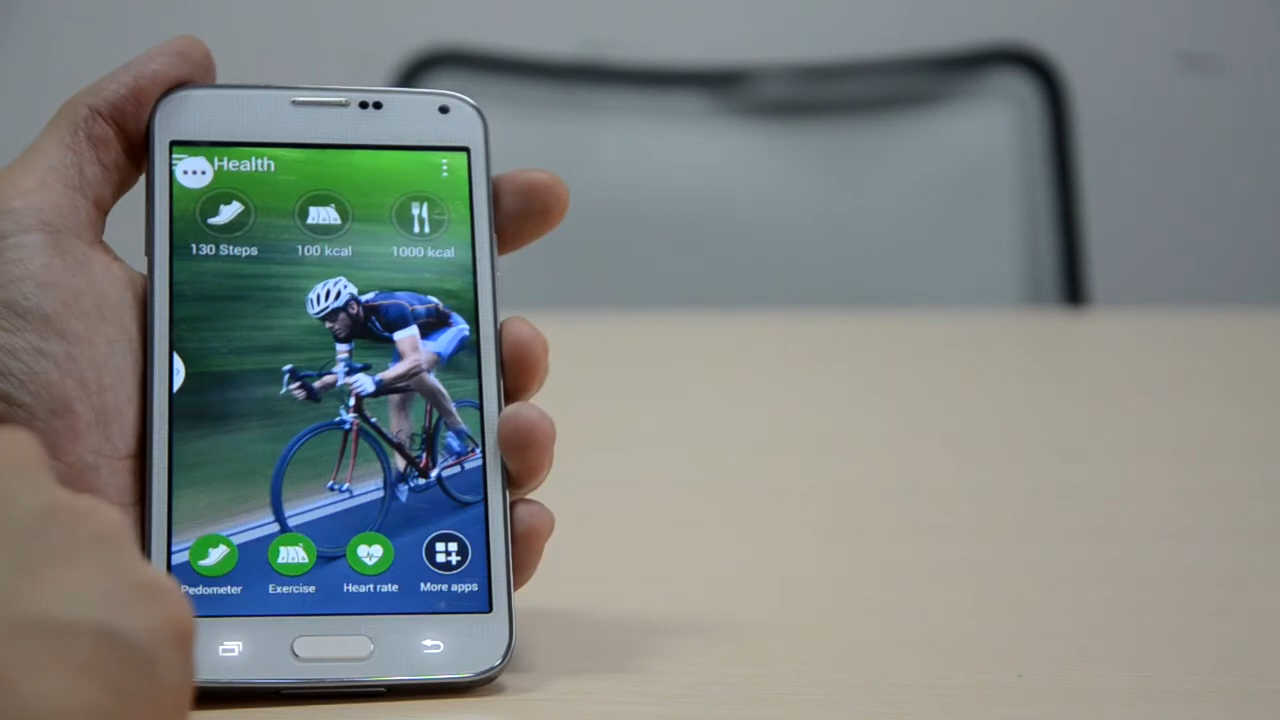 Health
130 Steps
100 kcal
1000 kcal
Pedometer
Exercise
Heart rate
More apps